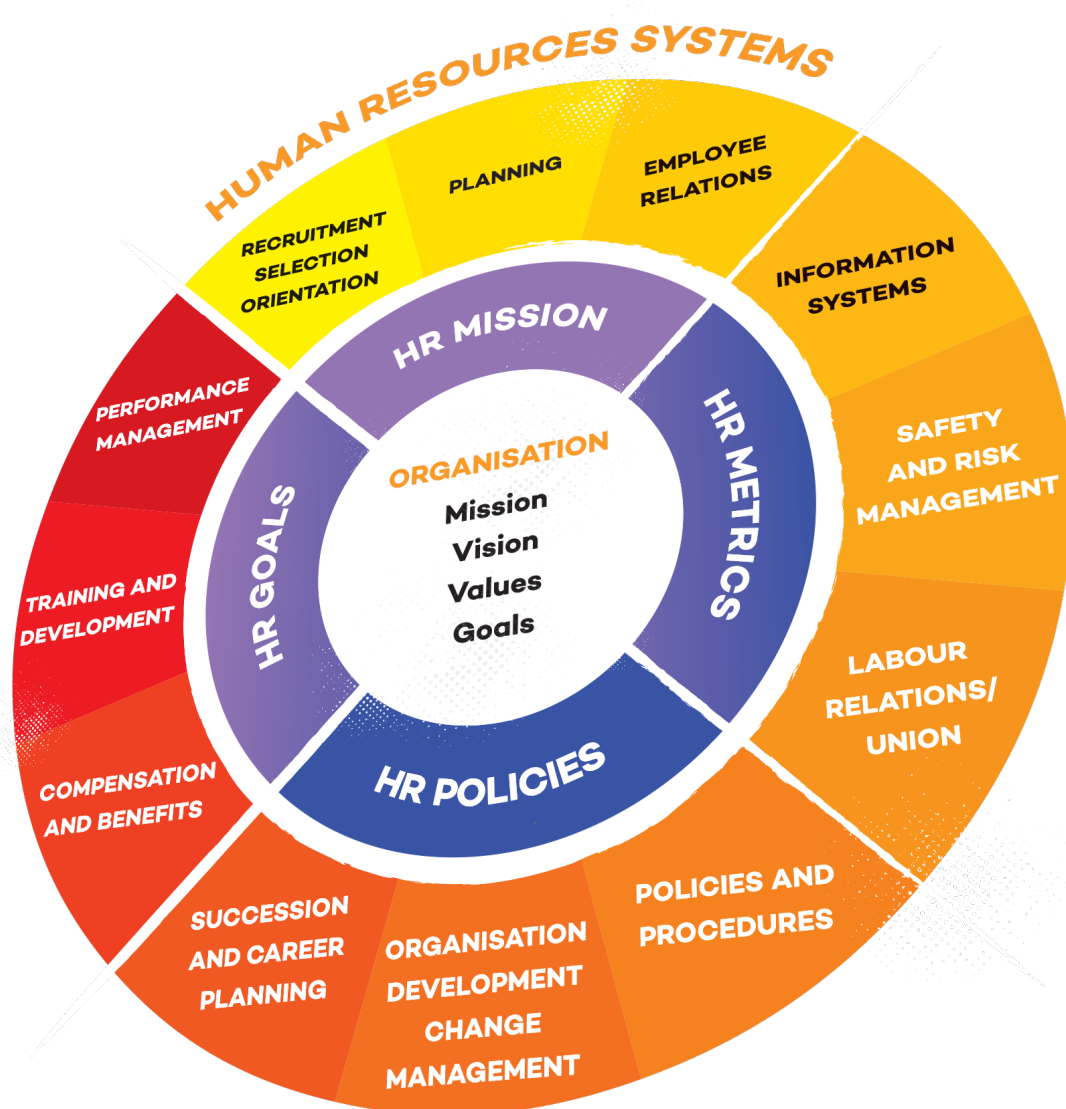 HUMAN RESOURCES SYSTEMS
RECRUITMENT
SELECTION
ORIENTATION
PLANNING
EMPLOYEE
RELATIONS
INFORMATION
SYSTEMS
SAFETY
AND RISK
MANAGEMENT
LABOUR
RELATIONS/
UNION
POLICIES AND
PROCEDURES
ORGANISATION
DEVELOPMENT
CHANGE
MANAGEMENT
SUCCESSION
AND CAREER
PLANNING
COMPENSATION
AND BENEFITS
TRAINING AND
DEVELOPMENT
PERFORMANCE
MANAGEMENT
HR MISSION
HR METRICS
HR POLICIES
HR GOALS
ORGANISATION
Mission
Vision
Values
Goals